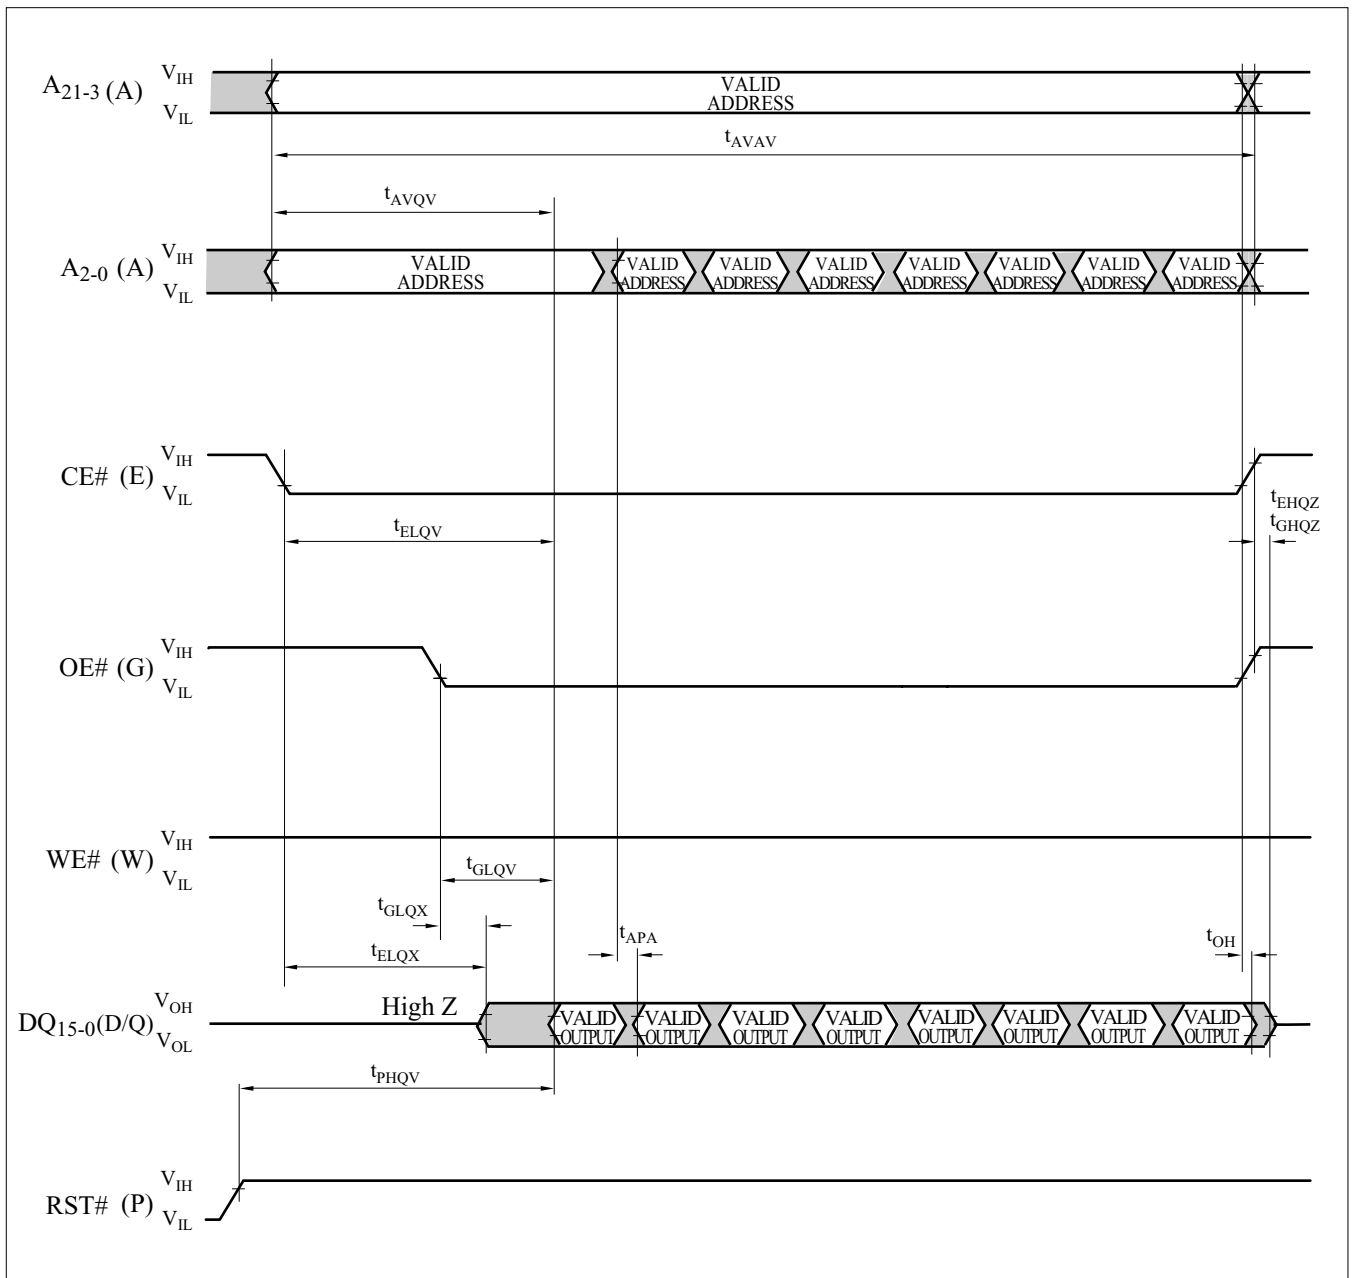 A21-3 (A) VIH VIL
VALID
ADDRESS
tAVAV
tAVQV
A2-0 (A) VIH VIL
VALID VALID VALID VALID VALID VALID VALID VALID
ADDRESS ADDRESS ADDRESS ADDRESS ADDRESS ADDRESS ADDRESS ADDRESS
CE# (E) VIH VIL
tEHQZ
tGHQZ
tELQV
OE# (G) VIH VIL
WE# (W) VIH VIL
tGLQV
tGLQX
tAPA
tOH
tELQX
DQ15-0(D/Q) VOH VOL
High Z
VALID VALID VALID VALID VALID VALID VALID VALID
OUTPUT OUTPUT OUTPUT OUTPUT OUTPUT OUTPUT OUTPUT OUTPUT
tPHQV
RST# (P) VIH VIL